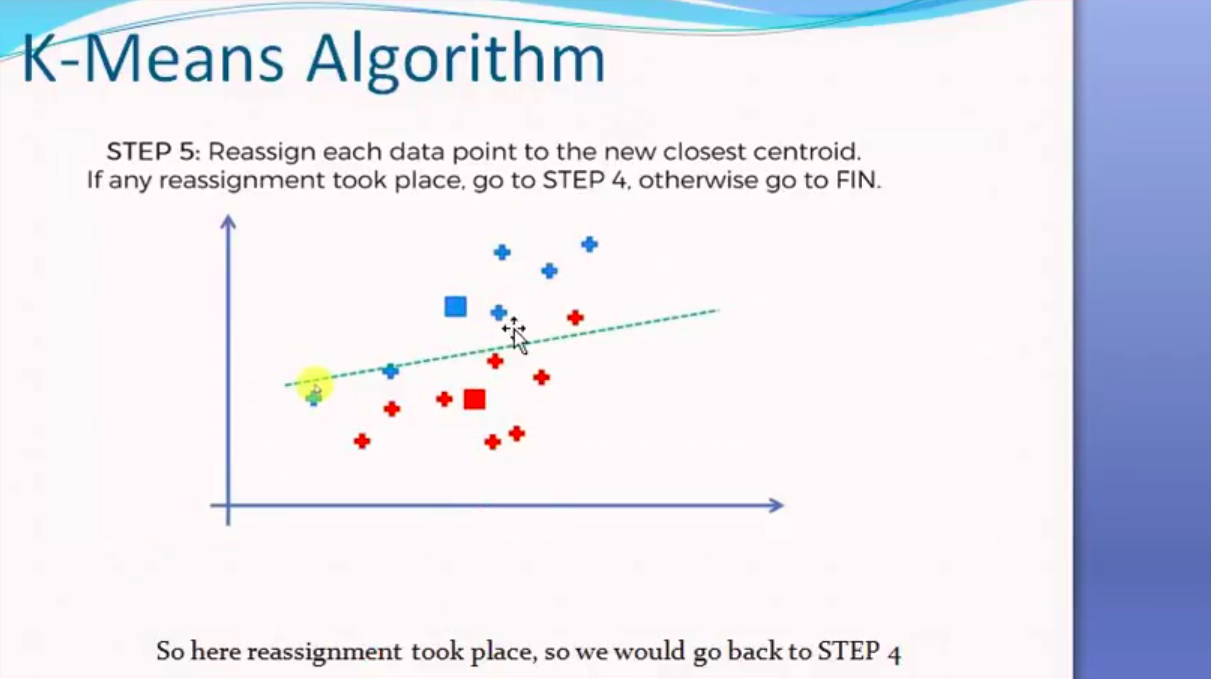 K-Means Algorithm
STEP 5: Reassign each data point to the new closest centroid.
If any reassignment took place, go to STEP 4, otherwise go to FIN.
So here reassignment took place, so we would go back to STEP 4